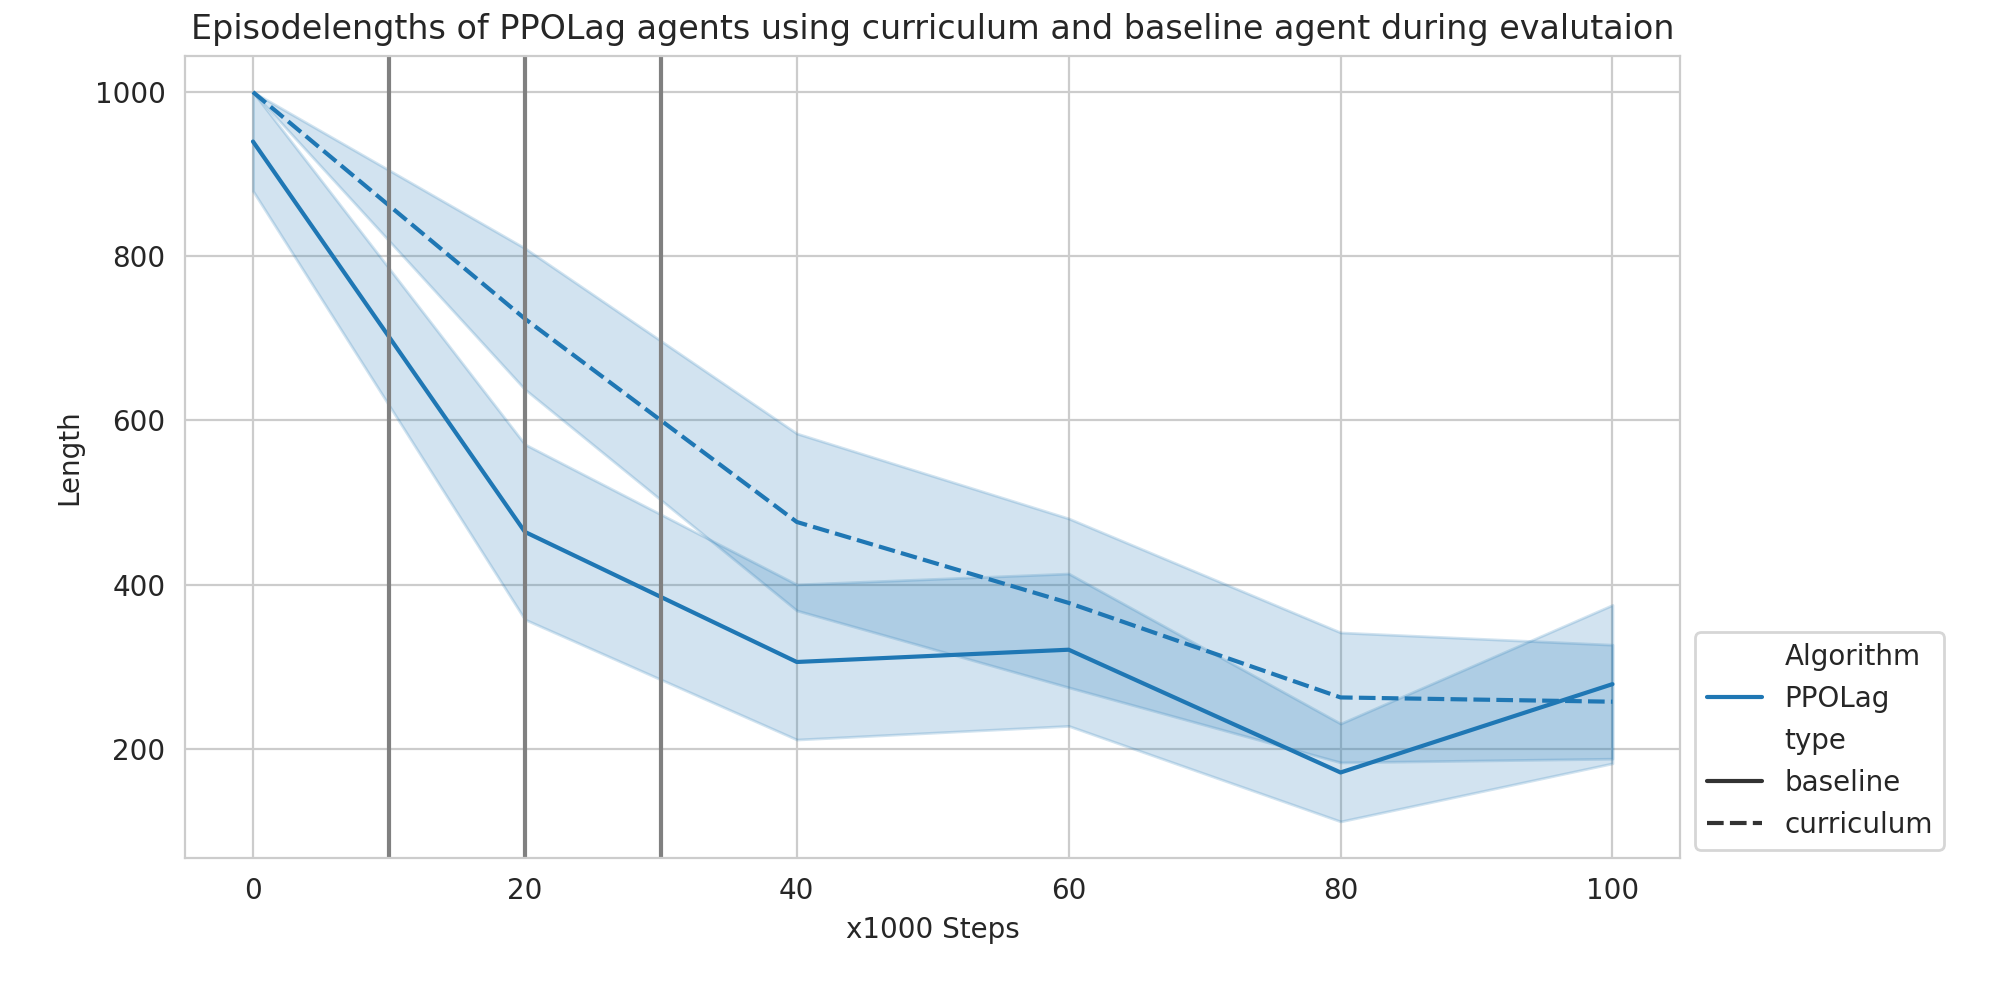 Episodelengths of PPOLag agents using curriculum and baseline agent during evalutaion
1000
800
600
400
200
Length
0 20 40 60 80 100
x1000 Steps
Algorithm
PPOLag
type
baseline
curriculum